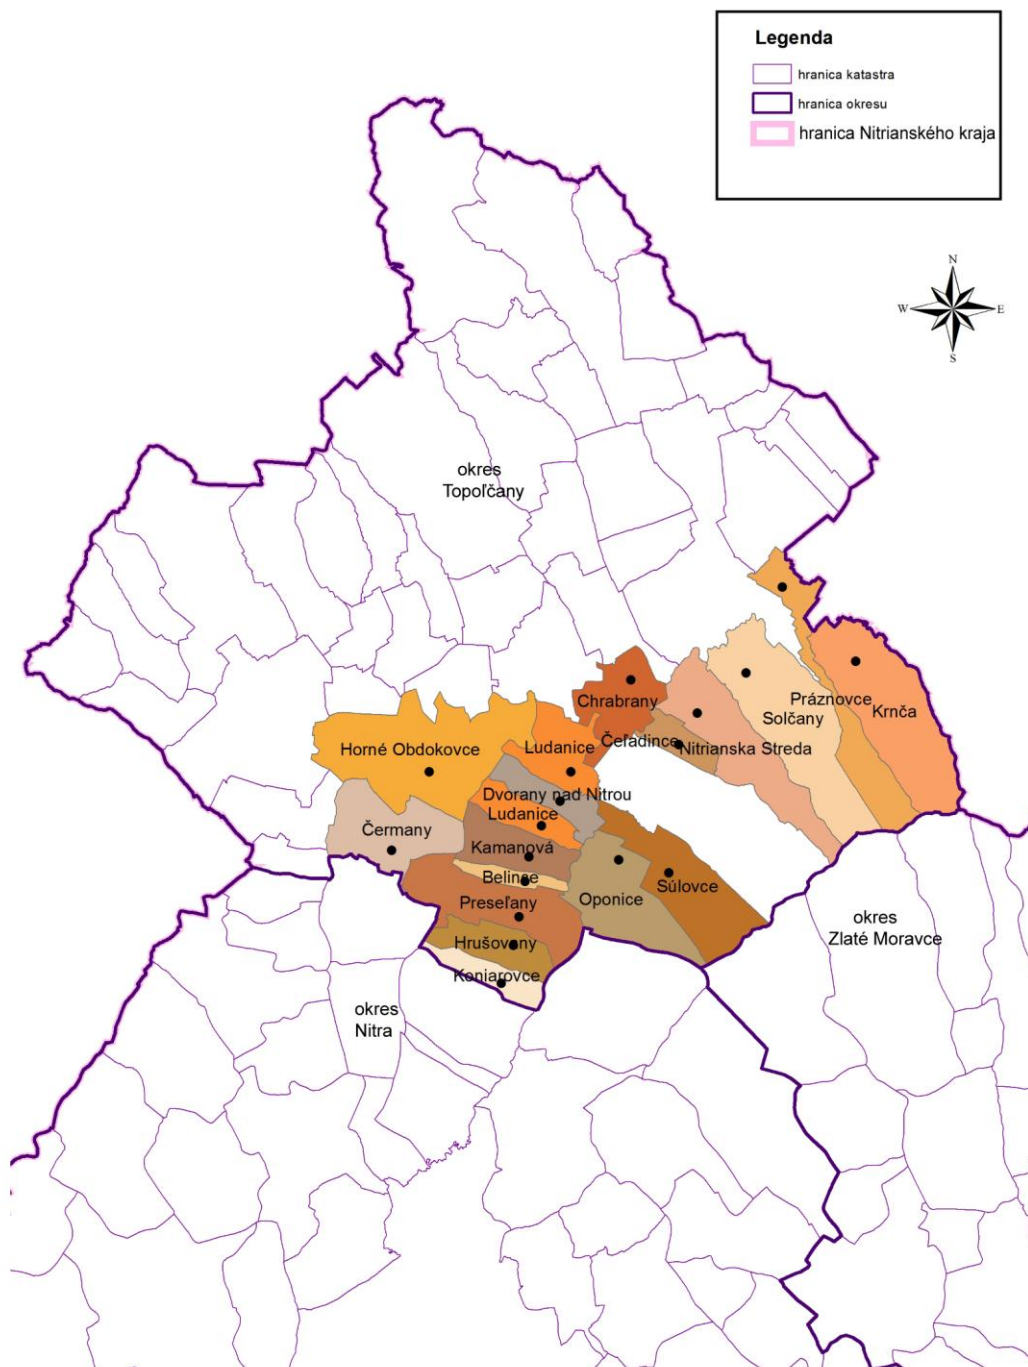 Legenda
hranica katastra
hranica okresu
hranica Nitrianského kraja
N
W
E
S
okres
Topoľčany
Práznovce
Krnča
Chrabrany
Solčany
Čeľadince
Nitrianska Streda
Horné Obdokovce
Ludanice
Dvorany nad Nitrou
Ludanice
Čermany
Kamanová
Belince
Súlovce
Oponice
Preseľany
okres
Zlaté Moravce
Hrušovany
Koniarovce
okres
Nitra